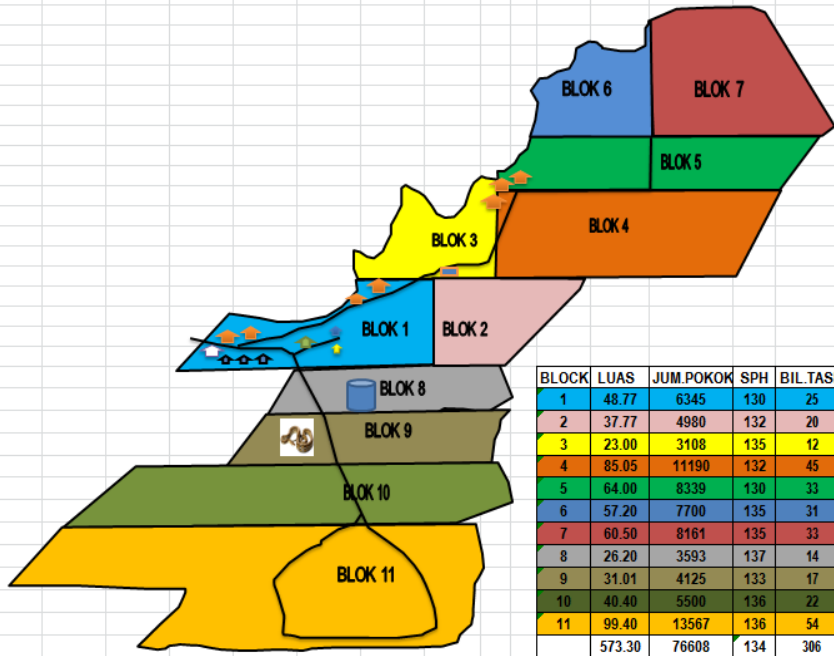 BLOK 6
BLOK 7
BLOK 5
BLOK 4
BLOK 3
BLOK 1
BLOK 2
BLOK 8
BLOK 9
BLOK 10
BLOK 11
BLOCK LUAS JUM.POKOK SPH BIL.TAS
1 48.77 6345 130 25
2 37.77 4980 132 20
3 23.00 3108 135 12
4 85.05 11190 132 45
5 64.00 8339 130 33
6 57.20 7700 135 31
7 60.50 8161 135 33
8 26.20 3593 137 14
9 31.01 4125 133 17
10 40.40 5500 136 22
11 99.40 13567 136 54
573.30 76608 134 306